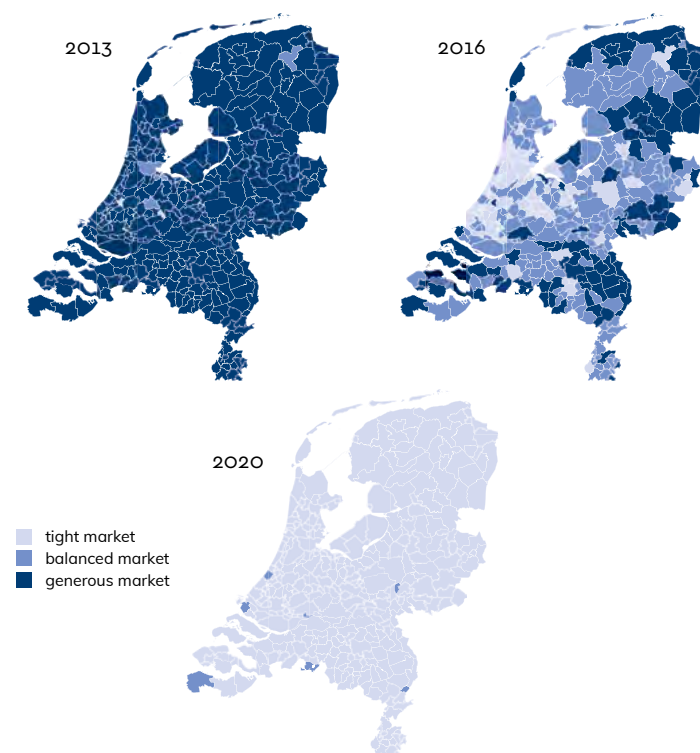 2013
2016
2020
tight market
balanced market
generous market